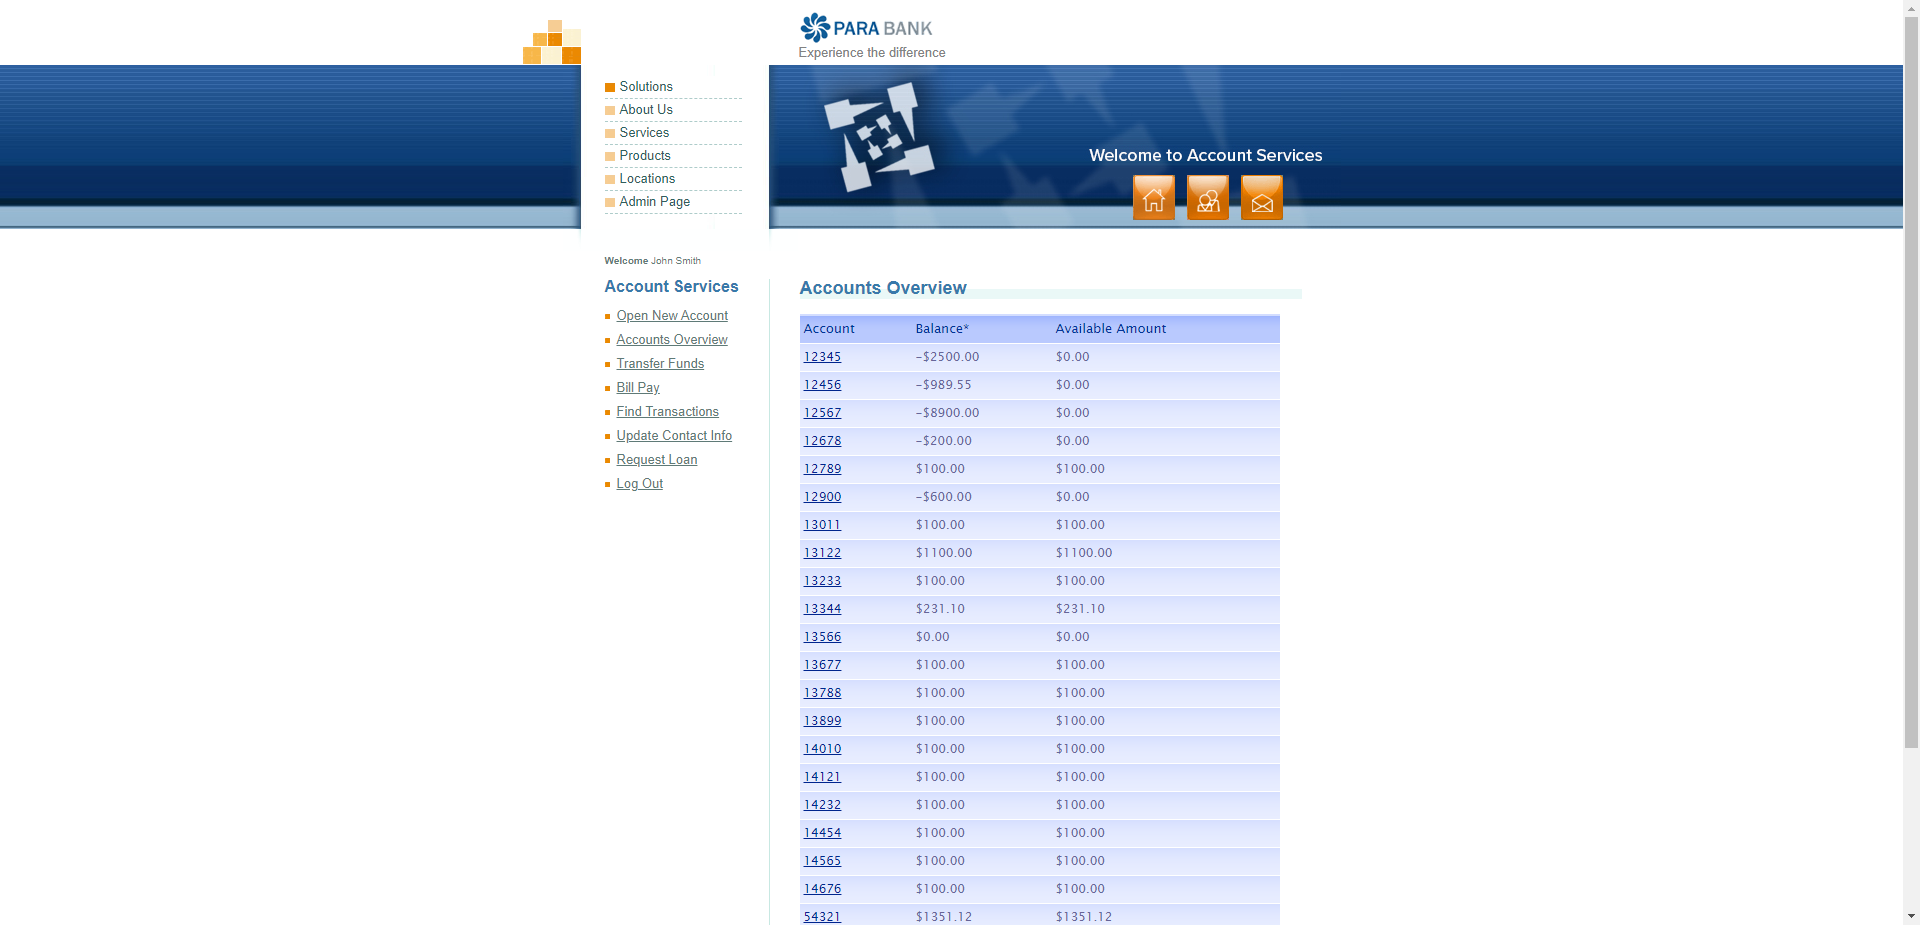 PARA BANK
Experience the difference
Solutions
About Us
Services
Products
Locations
Admin Page
Welcome to Account Services
Welcome John Smith
Account Services
Open New Account
Accounts Overview
Transfer Funds
Bill Pay
Find Transactions
Update Contact Info
Request Loan
Log Out
Accounts Overview
Account Balance* Available Amount
12345 -$2500.00 $0.00
12456 -$989.55 $0.00
12567 -$8900.00 $0.00
12678 -$200.00 $0.00
12789 $100.00 $100.00
12900 -$600.00 $0.00
13011 $100.00 $100.00
13122 $1100.00 $1100.00
13233 $100.00 $100.00
13344 $231.10 $231.10
13566 $0.00 $0.00
13677 $100.00 $100.00
13788 $100.00 $100.00
13899 $100.00 $100.00
14010 $100.00 $100.00
14121 $100.00 $100.00
14232 $100.00 $100.00
14454 $100.00 $100.00
14565 $100.00 $100.00
14676 $100.00 $100.00
54321 $1351.12 $1351.12